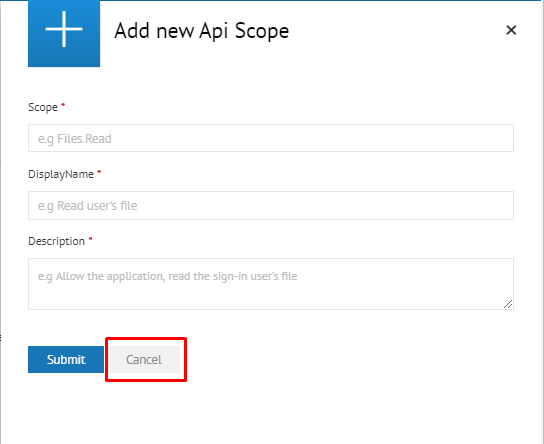 Add new Api Scope
Scope *
e.g Files.Read
DisplayName *
e.g Read user's file
Description *
e.g Allow the application, read the sign-in user's file
Submit
Cancel